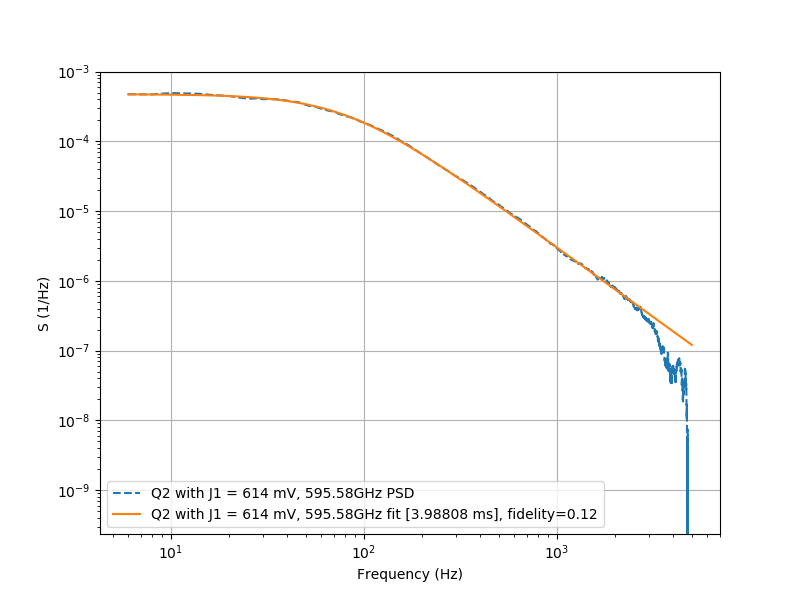 10⁻³
10⁻⁴
10⁻⁵
10⁻⁶
10⁻⁷
10⁻⁸
10⁻⁹
S (1/Hz)
Q2 with J1 = 614 mV, 595.58GHz PSD
Q2 with J1 = 614 mV, 595.58GHz fit [3.98808 ms], fidelity=0.12
10¹ 10² 10³
Frequency (Hz)